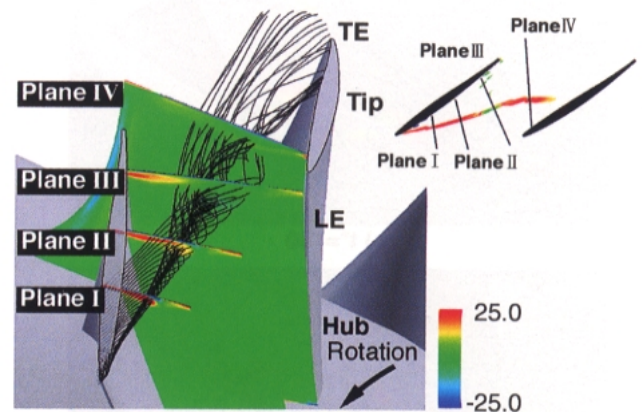 TE
Plane IV
Plane III
Plane IV
Tip
Plane I
Plane II
Plane III
LE
Plane II
Plane I
25.0
Hub
Rotation
-25.0